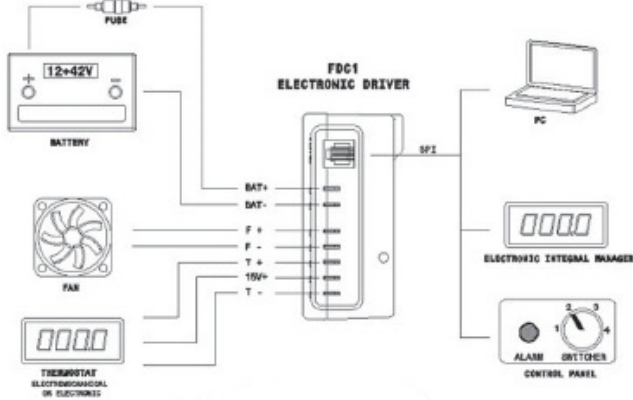 FUSE
12÷42V
+ -
BATTERY
FDC1
ELECTRONIC DRIVER
PC
SPI
BAT+
BAT-
F +
F -
T +
15V+
T -
FAN
000.0
ELECTRONIC INTEGRAL MANAGER
000.0
THERMOSTAT
ELECTROMECHANICAL
OR ELECTRONIC
1 2 3 4
ALARM SWITCHER
CONTROL PANEL